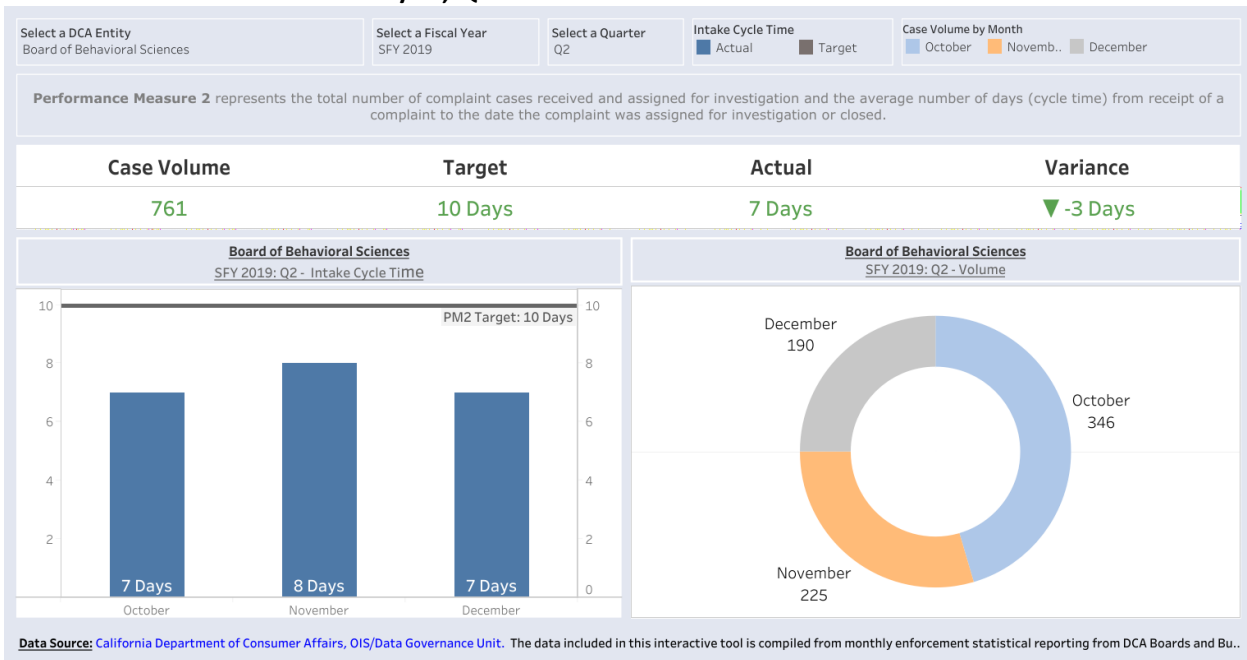 Select a DCA Entity
Board of Behavioral Sciences
Select a Fiscal Year
SFY 2019
Select a Quarter
Q2
Intake Cycle Time
Actual Target
Case Volume by Month
October Novemb.. December
Performance Measure 2 represents the total number of complaint cases received and assigned for investigation and the average number of days (cycle time) from receipt of a
complaint to the date the complaint was assigned for investigation or closed.
Case Volume Target Actual Variance
761 10 Days 7 Days ▼ -3 Days
Board of Behavioral Sciences
SFY 2019: Q2 - Intake Cycle Time
10 10
PM2 Target: 10 Days
8 8
6 6
4 4
2 2
0
7 Days 8 Days 7 Days
October November December
Board of Behavioral Sciences
SFY 2019: Q2 - Volume
December
190
October
346
November
225
Data Source: California Department of Consumer Affairs, OIS/Data Governance Unit. The data included in this interactive tool is compiled from monthly enforcement statistical reporting from DCA Boards and Bu..